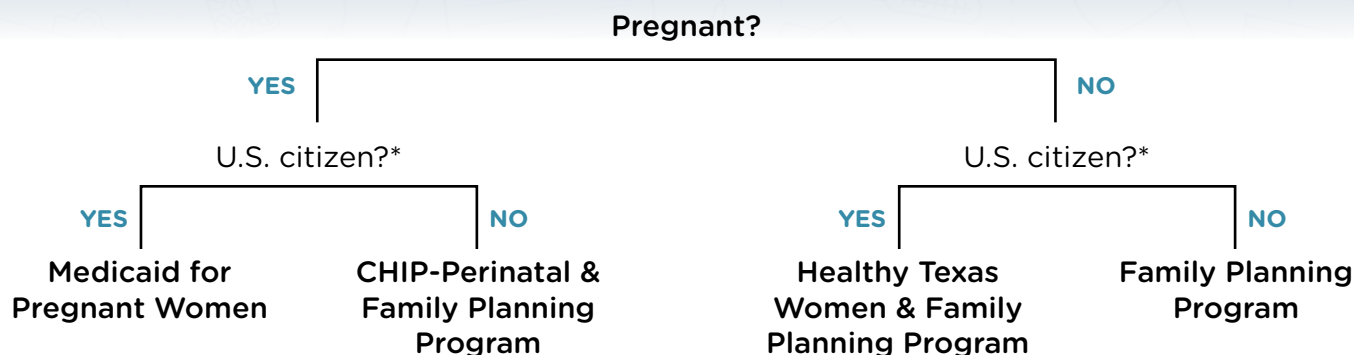 Pregnant?
YES
NO
U.S. citizen?*
U.S. citizen?*
YES
NO
YES
NO
Medicaid for
Pregnant Women
CHIP-Perinatal &
Family Planning
Program
Healthy Texas
Women & Family
Planning Program
Family Planning
Program